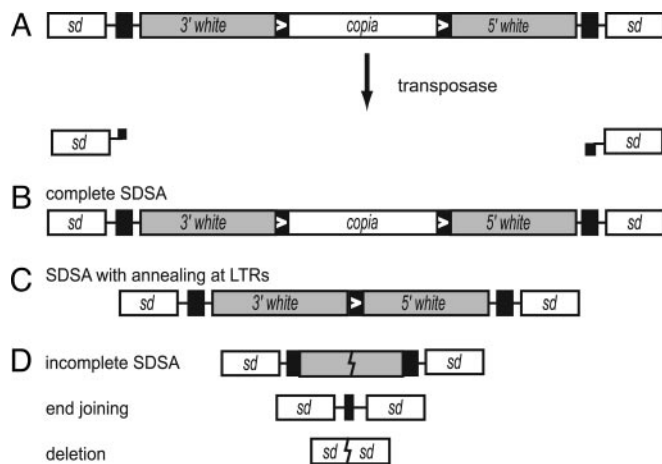 A
sd 3' white > copia > 5' white sd
transposase
sd sd
B complete SDSA
sd 3' white > copia > 5' white sd
C SDSA with annealing at LTRs
sd 3' white > 5' white sd
D incomplete SDSA
sd sd
end joining
sd sd
deletion
sd sd